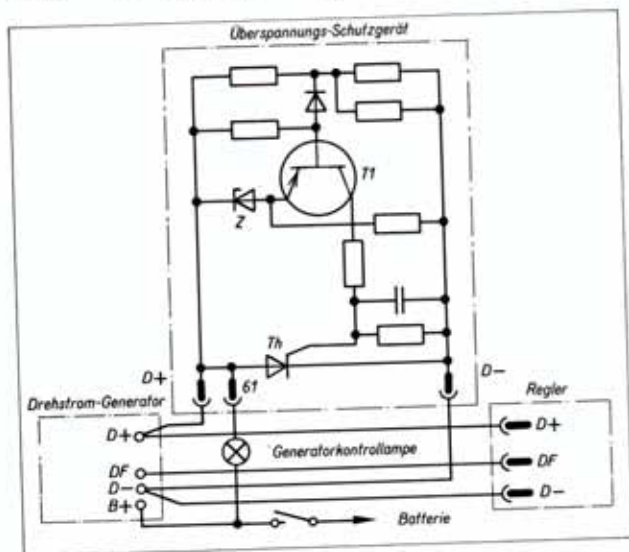 Überspannungs-Schutzgerät
T1
Z
Th
D+
61
D-
Drehstrom-Generator
Regler
D+
D+
Generatorkontrollampe
DF
DF
D-
D-
B+
Batterie